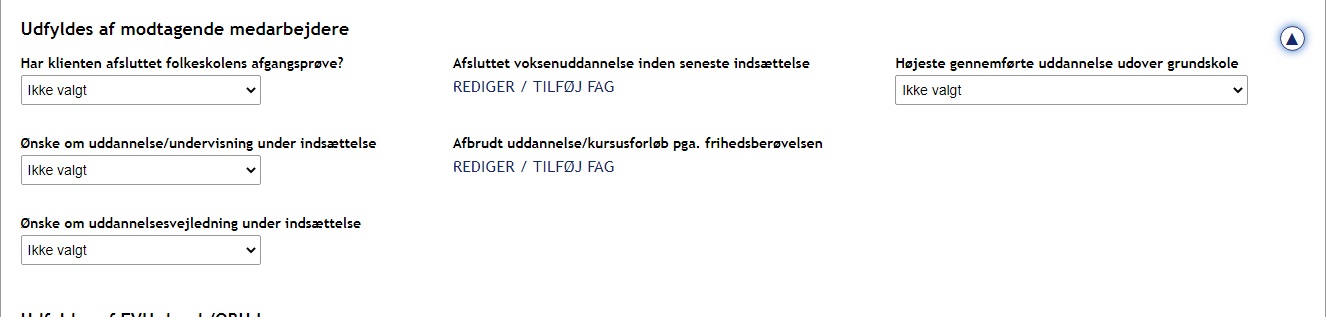 Udfyldes af modtagende medarbejdere
Har klienten afsluttet folkeskolens afgangsprøve?
Ikke valgt
Afsluttet voksenuddannelse inden seneste indsættelse
REDIGER / TILFØJ FAG
Højeste gennemførte uddannelse udover grundskole
Ikke valgt
Ønske om uddannelse/undervisning under indsættelse
Ikke valgt
Afbrudt uddannelse/kursusforløb pga. frihedsberøvelsen
REDIGER / TILFØJ FAG
Ønske om uddannelsesvejledning under indsættelse
Ikke valgt